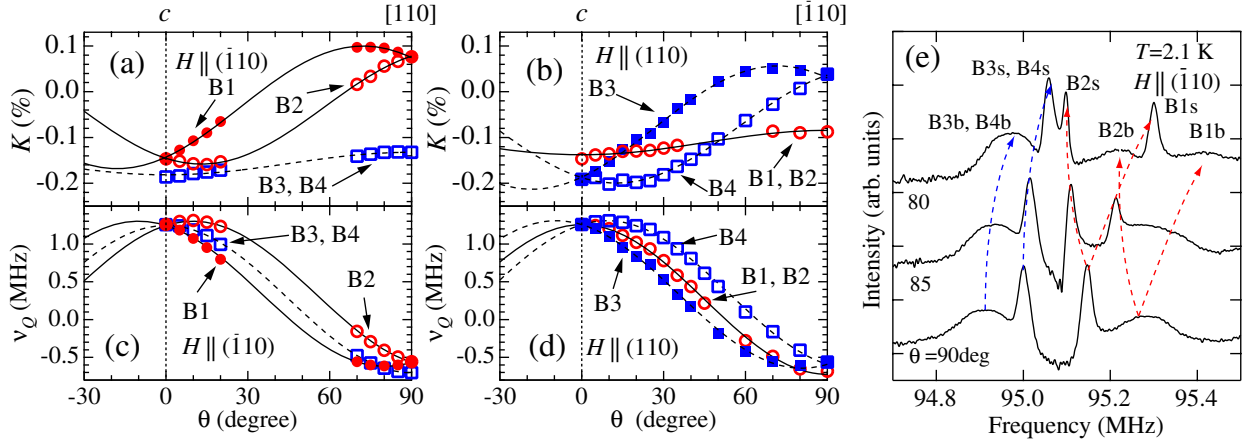 c
[110]
[1̄10]
0.1
0.0
-0.1
-0.2
K (%)
(a)
H || (1̄10)
B1
B2
B3, B4
0.1
0.0
-0.1
-0.2
K (%)
(b)
H || (110)
B3
B4
B1, B2
c
1.0
0.5
0.0
-0.5
νQ (MHz)
(c)
H || (1̄10)
B3, B4
B1
B2
-30
0
30
60
90
θ (degree)
1.0
0.5
0.0
-0.5
νQ (MHz)
(d)
H || (110)
B4
B1, B2
B3
-30
0
30
60
90
θ (degree)
(e)
T=2.1 K
H || (1̄10)
B3s, B4s
B2s
B1s
B3b, B4b
B2b
B1b
80
85
θ =90deg
Intensity (arb. units)
94.8
95.0
95.2
95.4
Frequency (MHz)